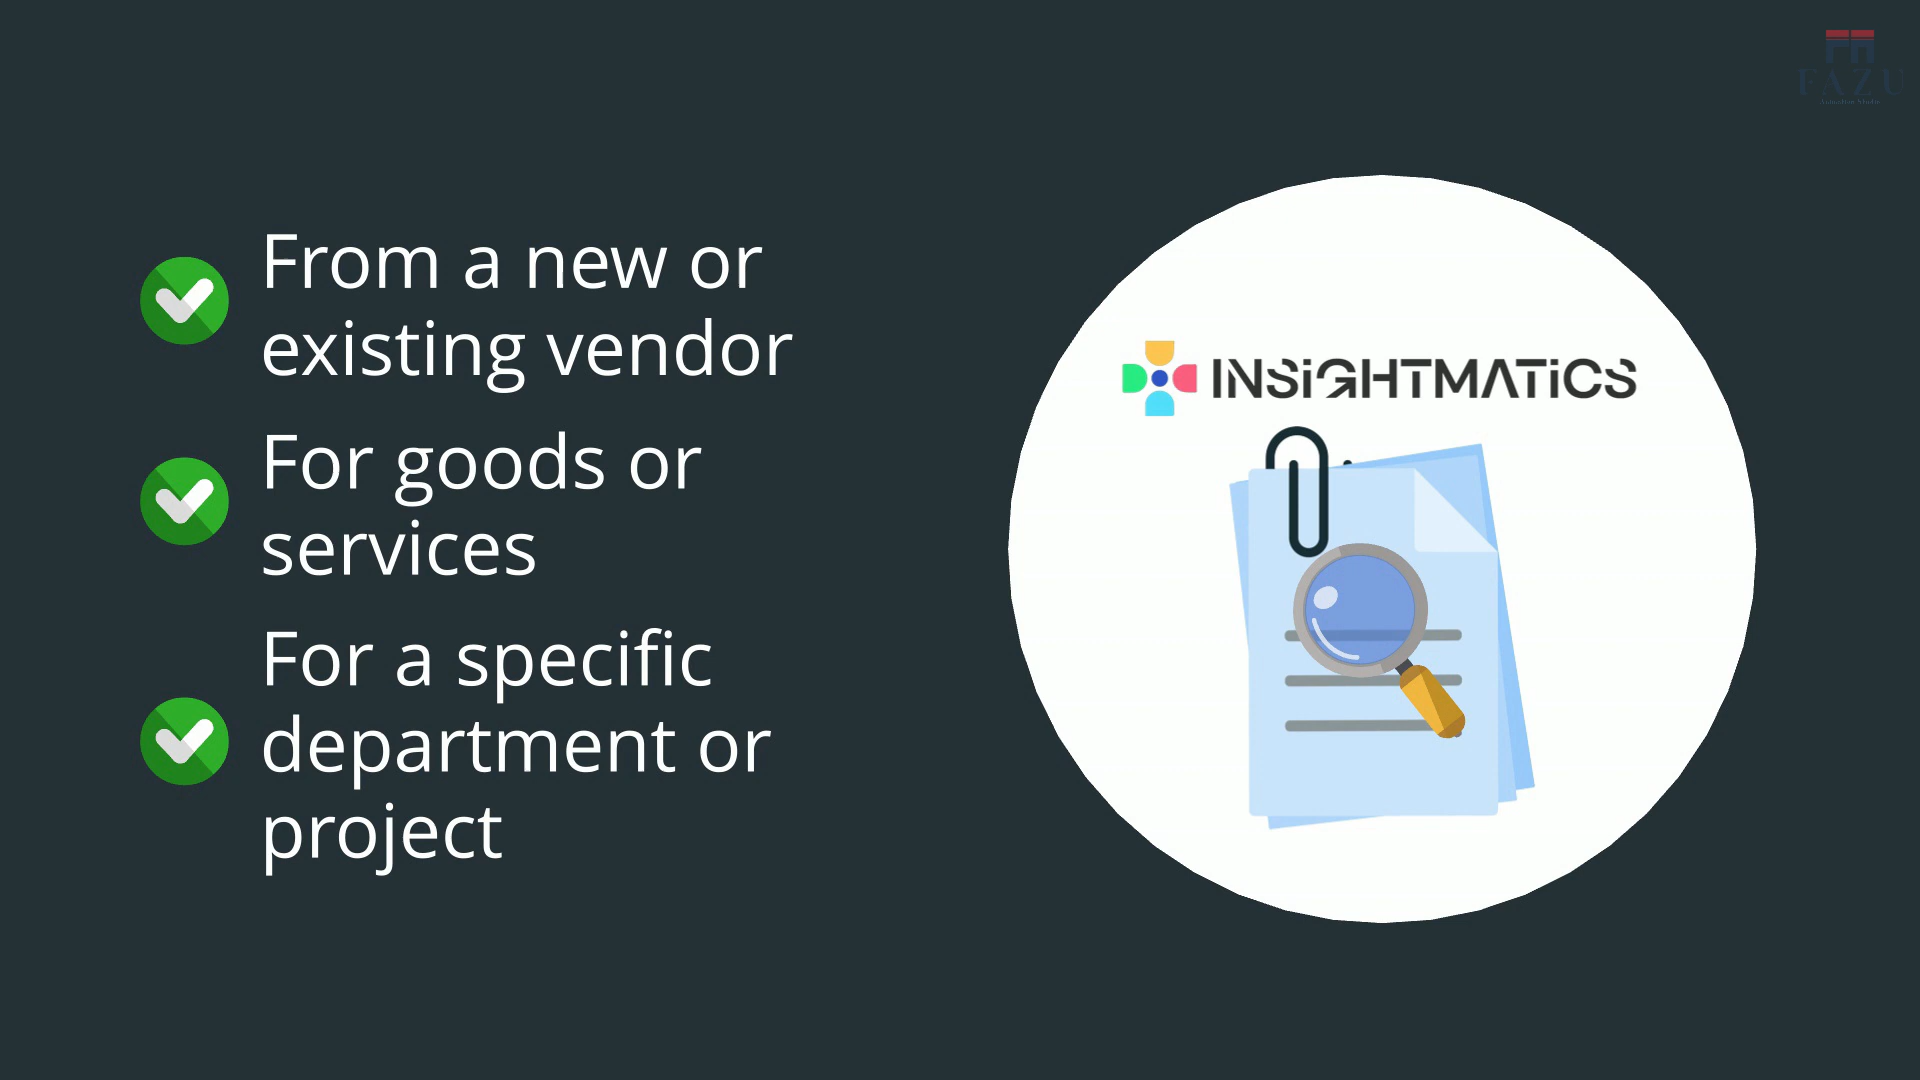 From a new or
existing vendor
For goods or
services
For a specific
department or
project
INSiGHTMATiCS
FAZU